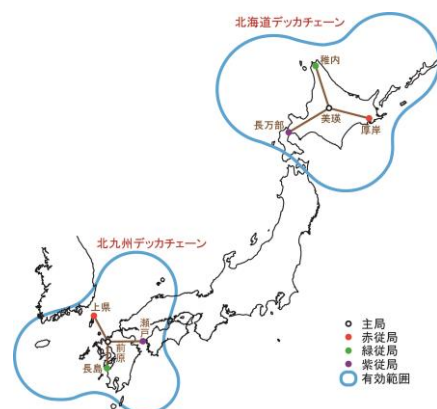 北海道デッカチェーン
稚内
長万部
美瑛
厚岸
北九州デッカチェーン
上県
瀬戸
前原
長島
主局
赤従局
緑従局
紫従局
有効範囲